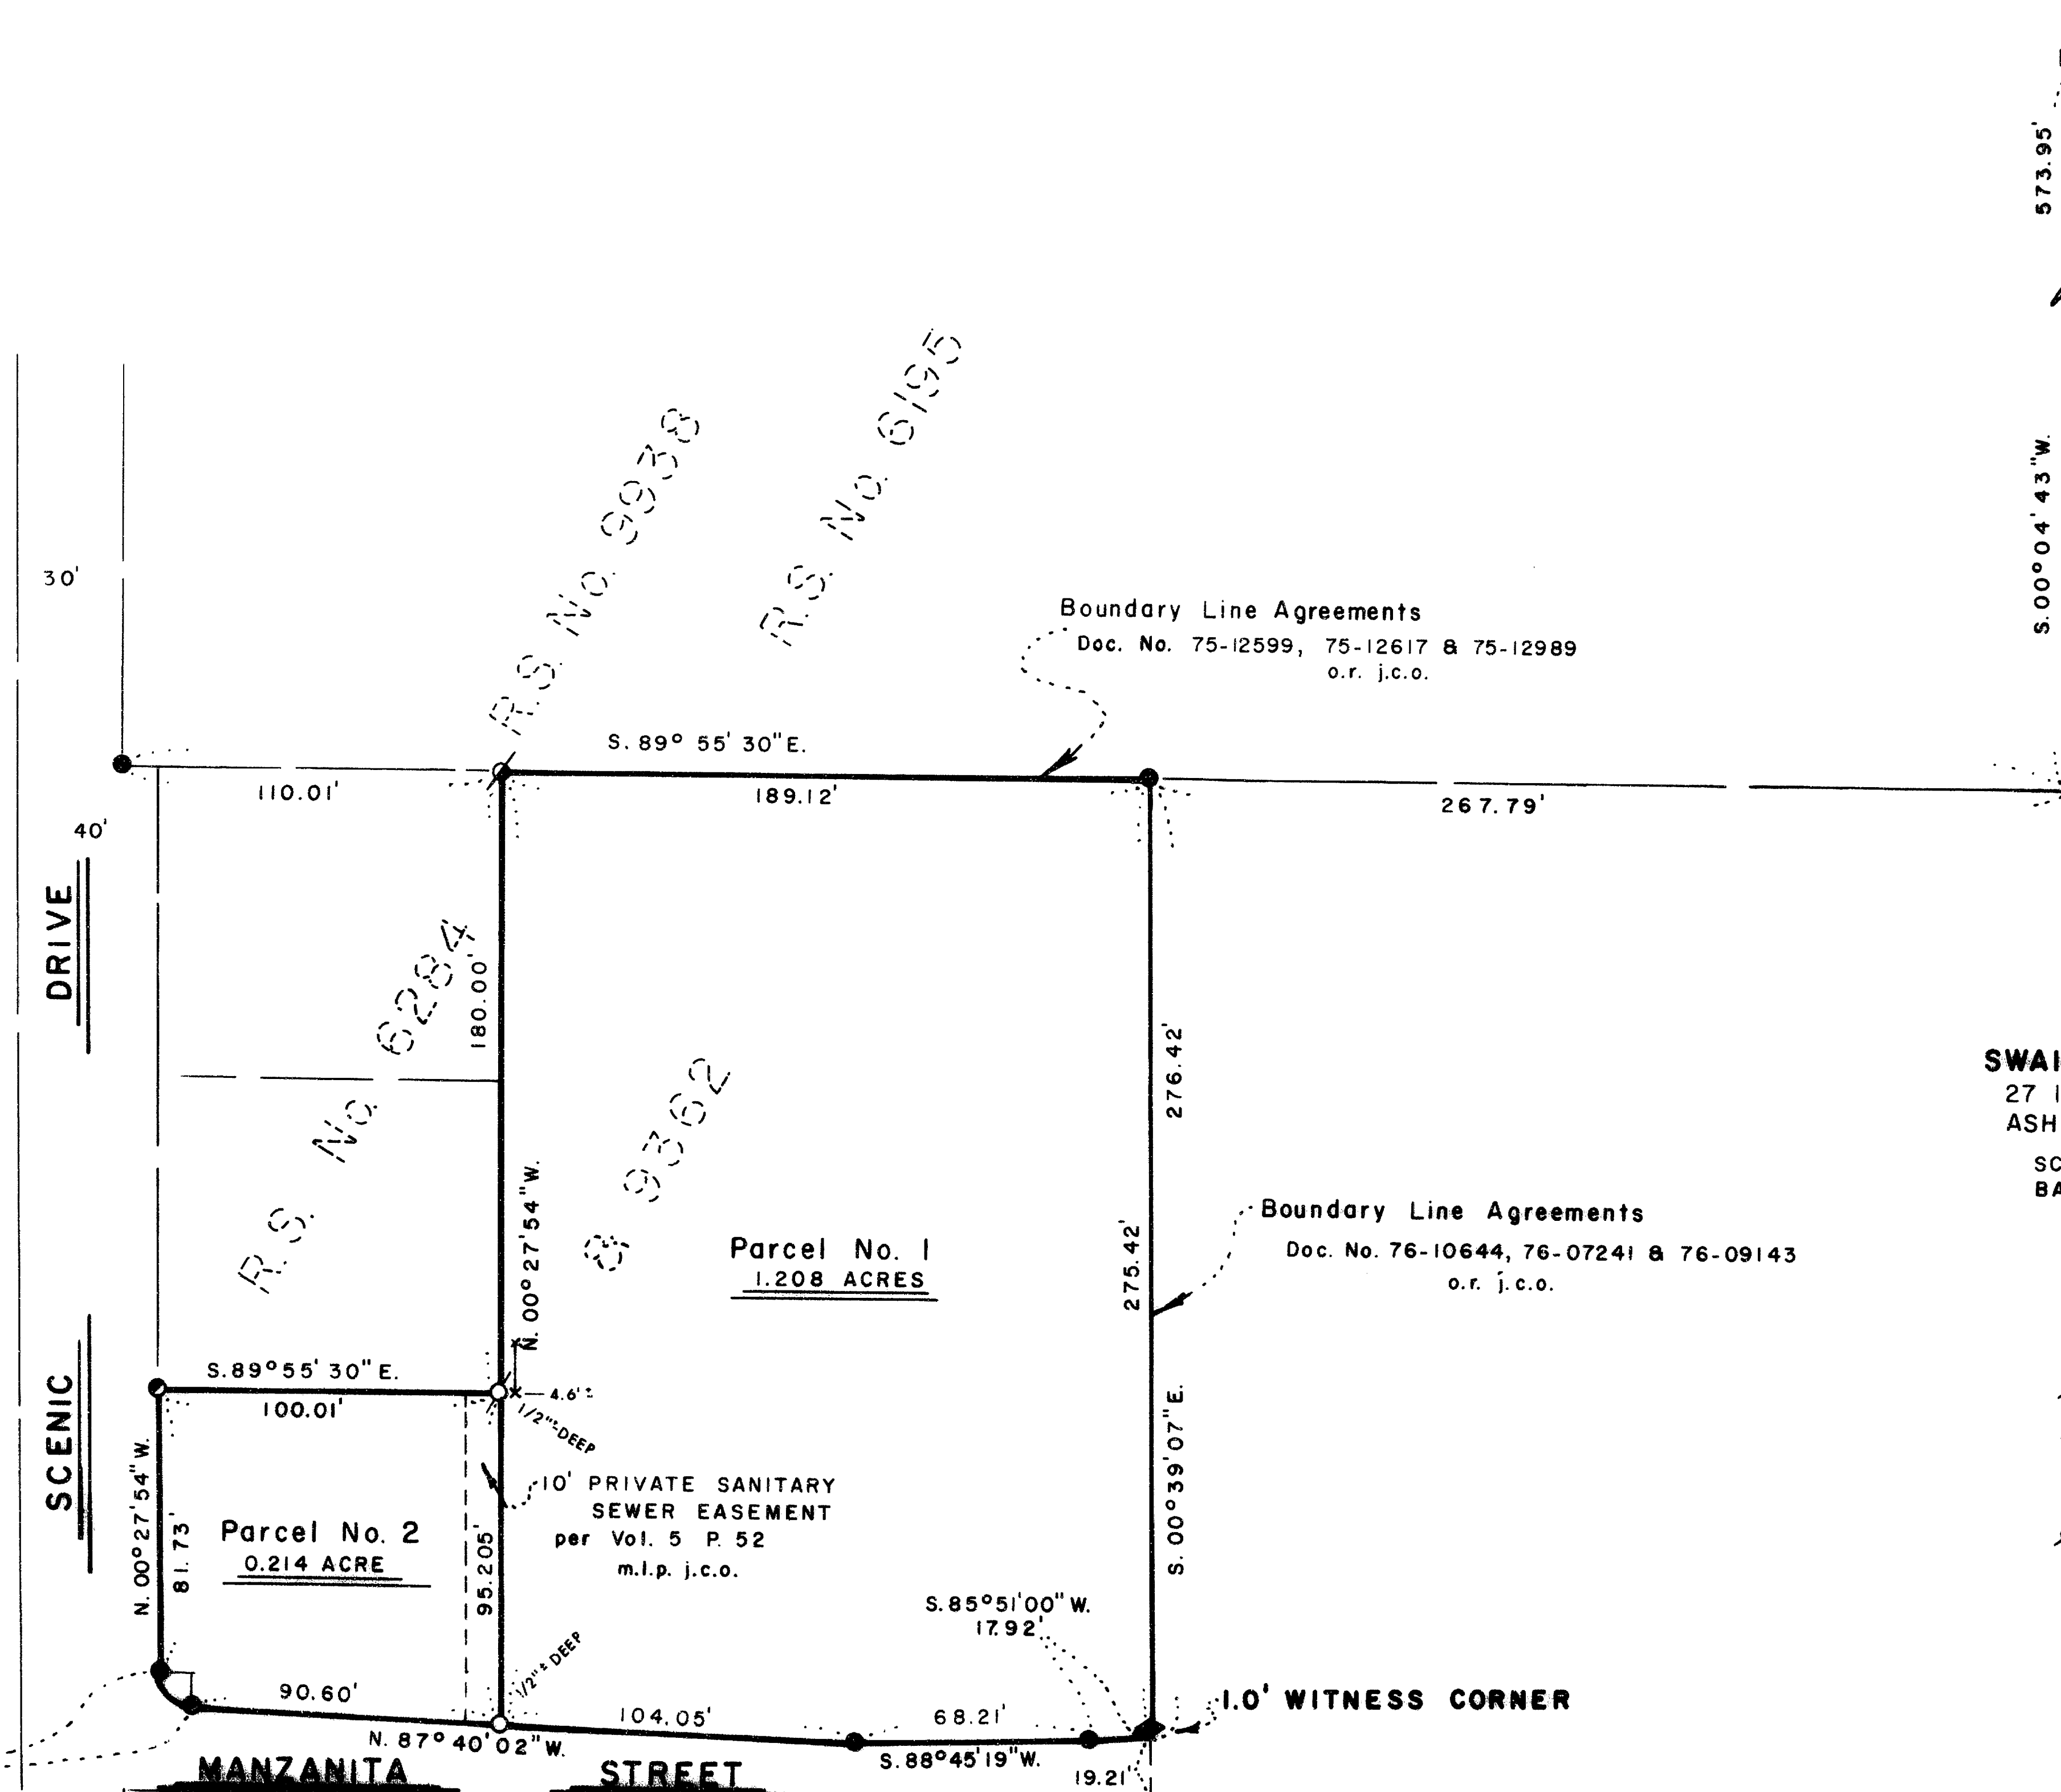 573.95'
S.00°04'43"W.
R.S. No. 9938
R.S. No. 6195
30'
Boundary Line Agreements
Doc. No. 75-12599, 75-12617 & 75-12989
o.r. j.c.o.
S. 89° 55' 30" E.
110.01'
189.12'
267.79'
40'
DRIVE
R.S. No. 6284
180.00'
& 9362
276.42'
SWAI
27 I
ASH
SC
BA
N.00°27'54"W.
Boundary Line Agreements
Doc. No. 76-10644, 76-07241 & 76-09143
o.r. j.c.o.
275.42'
Parcel No. 1
1.208 ACRES
SCENIC
S.89°55'30"E.
100.01'
4.6'±
1/2"±DEEP
S.00°39'07"E.
10' PRIVATE SANITARY
SEWER EASEMENT
per Vol. 5 P. 52
m.l.p. j.c.o.
N.00°27'54"W.
81.73'
Parcel No. 2
0.214 ACRE
95.205'
S.85°51'00"W.
17.92'
1/2"± DEEP
90.60'
104.05'
68.21'
1.0' WITNESS CORNER
N. 87° 40' 02" W.
S.88°45'19"W.
19.21'
MANZANITA STREET